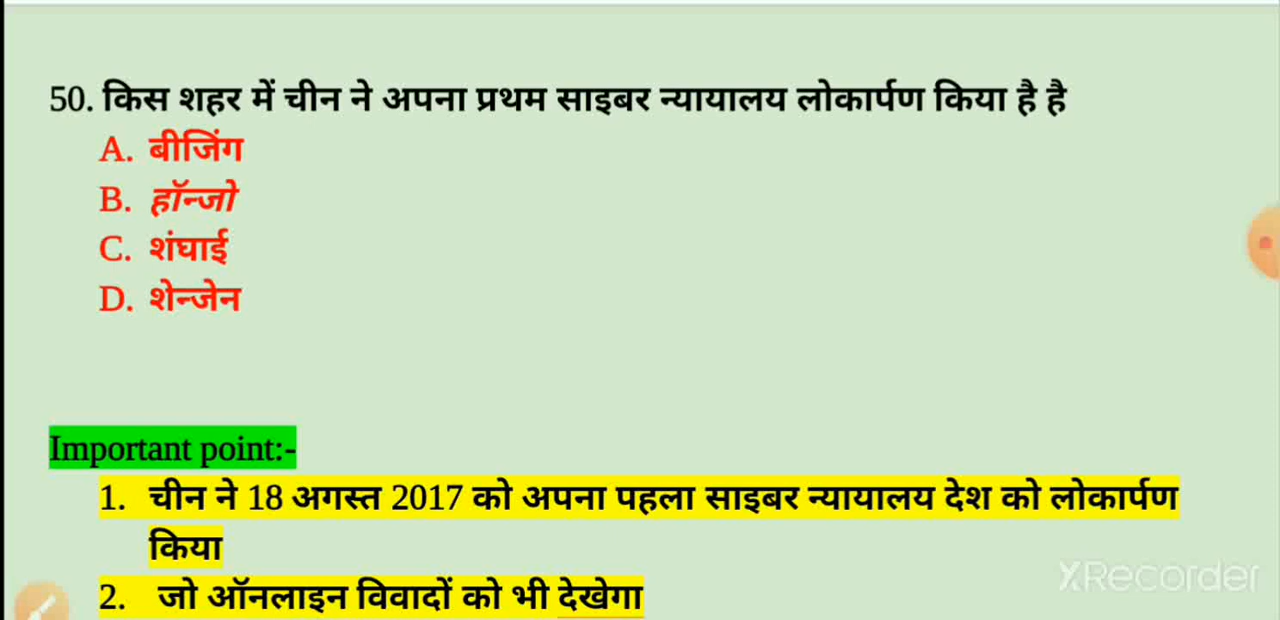 50. किस शहर में चीन ने अपना प्रथम साइबर न्यायालय लोकार्पण किया है है
A. बीजिंग
B. हॉन्जो
C. शंघाई
D. शेन्जेन
Important point:-
1. चीन ने 18 अगस्त 2017 को अपना पहला साइबर न्यायालय देश को लोकार्पण
किया
2. जो ऑनलाइन विवादों को भी देखेगा
XRecorder